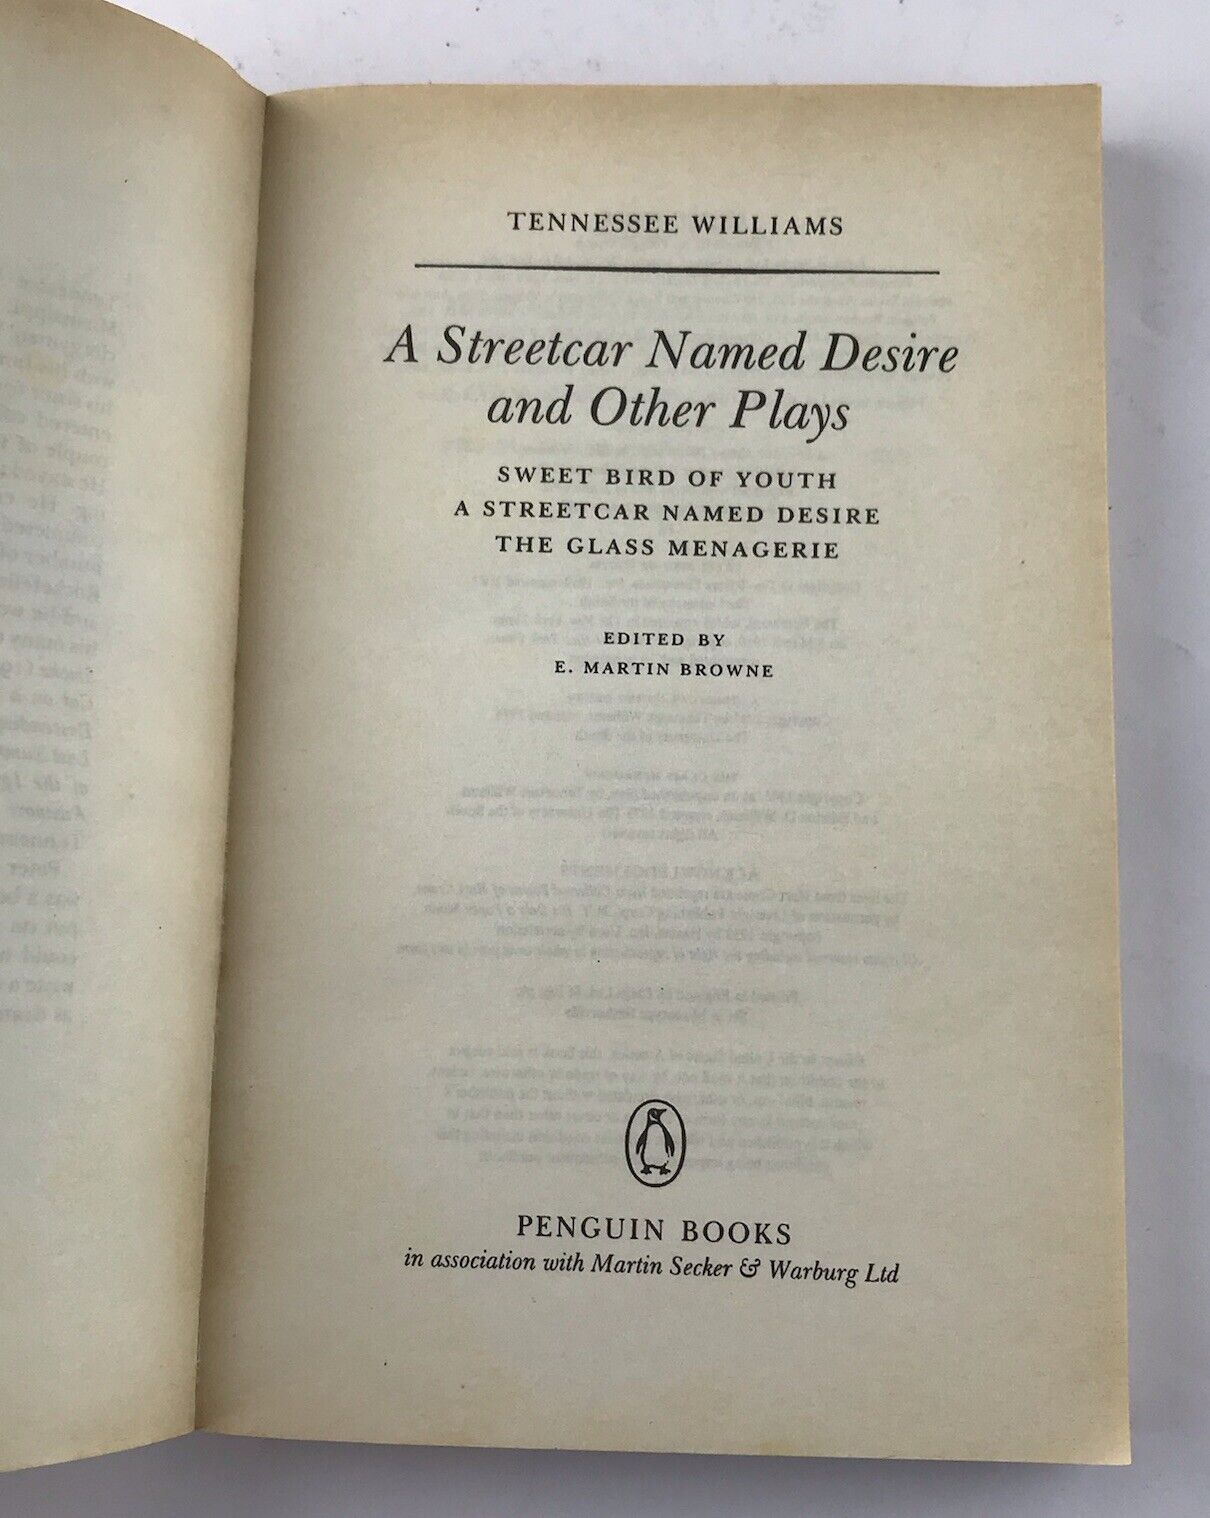 TENNESSEE WILLIAMS
A Streetcar Named Desire
and Other Plays
SWEET BIRD OF YOUTH
A STREETCAR NAMED DESIRE
THE GLASS MENAGERIE
EDITED BY
E. MARTIN BROWNE
PENGUIN BOOKS
in association with Martin Secker & Warburg Ltd